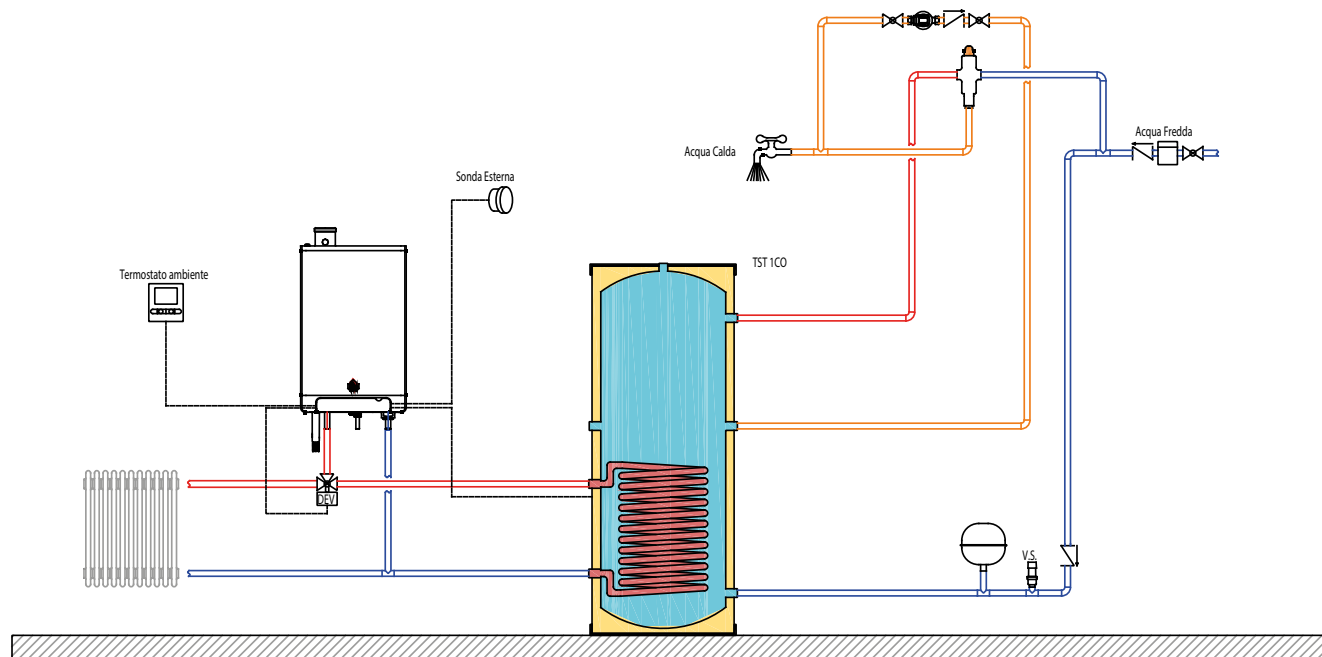 Acqua Fredda
Acqua Calda
Sonda Esterna
TST 1CO
Termostato ambiente
DEV
V.S.